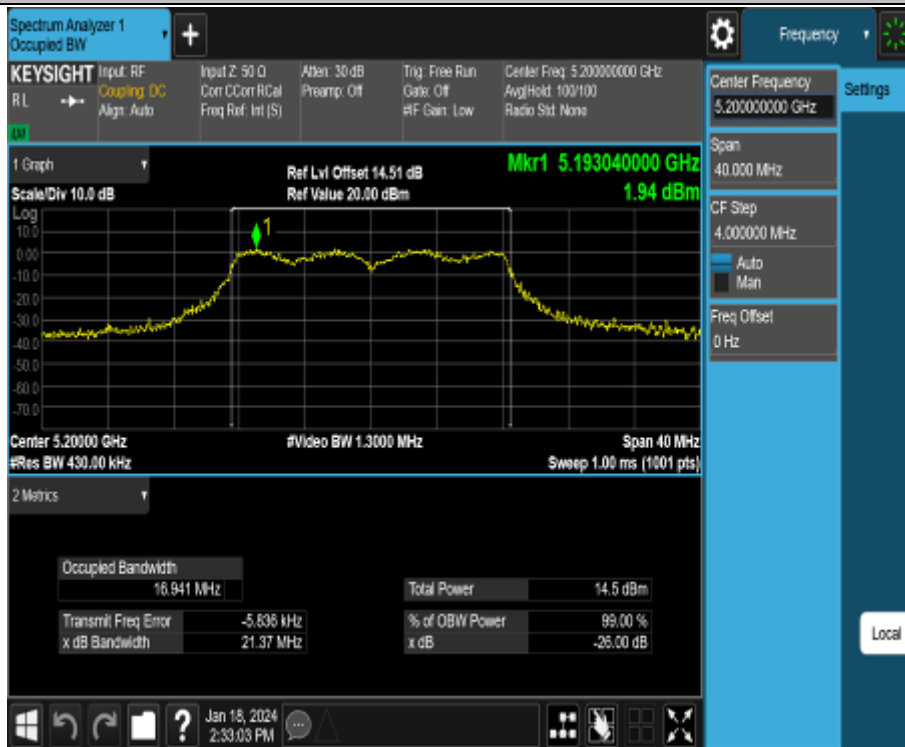 Spectrum Analyzer 1
Occupied BW
+
Frequency
KEYSIGHT
RL
LXI
Input: RF
Coupling: DC
Align: Auto
Input Z: 50 Ω
Corr CCorr RCal
Freq Ref: Int (S)
Atten: 30 dB
Preamp: Off
Trig: Free Run
Gate: Off
#IF Gain: Low
Center Freq: 5.200000000 GHz
Avg|Hold: 100/100
Radio Std: None
Center Frequency
5.200000000 GHz
Settings
Span
40.000 MHz
CF Step
4.000000 MHz
Auto
Man
Freq Offset
0 Hz
1 Graph
Scale/Div 10.0 dB
Ref Lvl Offset 14.51 dB
Ref Value 20.00 dBm
Mkr1 5.193040000 GHz
1.94 dBm
Log
10.0
0.00
-10.0
-20.0
-30.0
-40.0
-50.0
-60.0
-70.0
1
Center 5.20000 GHz
#Res BW 430.00 kHz
#Video BW 1.3000 MHz
Span 40 MHz
Sweep 1.00 ms (1001 pts)
2 Metrics
Occupied Bandwidth
16.941 MHz
Transmit Freq Error -5.836 kHz
x dB Bandwidth 21.37 MHz
Total Power 14.5 dBm
% of OBW Power 99.00 %
x dB -26.00 dB
Local
?
Jan 18, 2024
2:33:03 PM